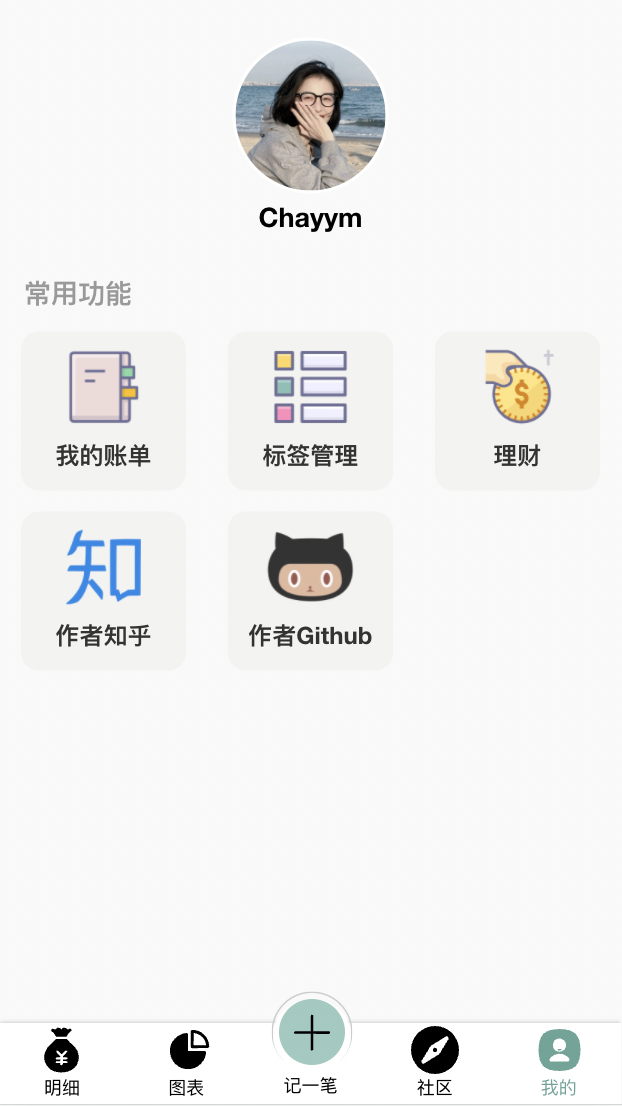 Chayym
常用功能
我的账单
标签管理
$
理财
知
作者知乎
作者Github
¥
明细
图表
记一笔
社区
我的